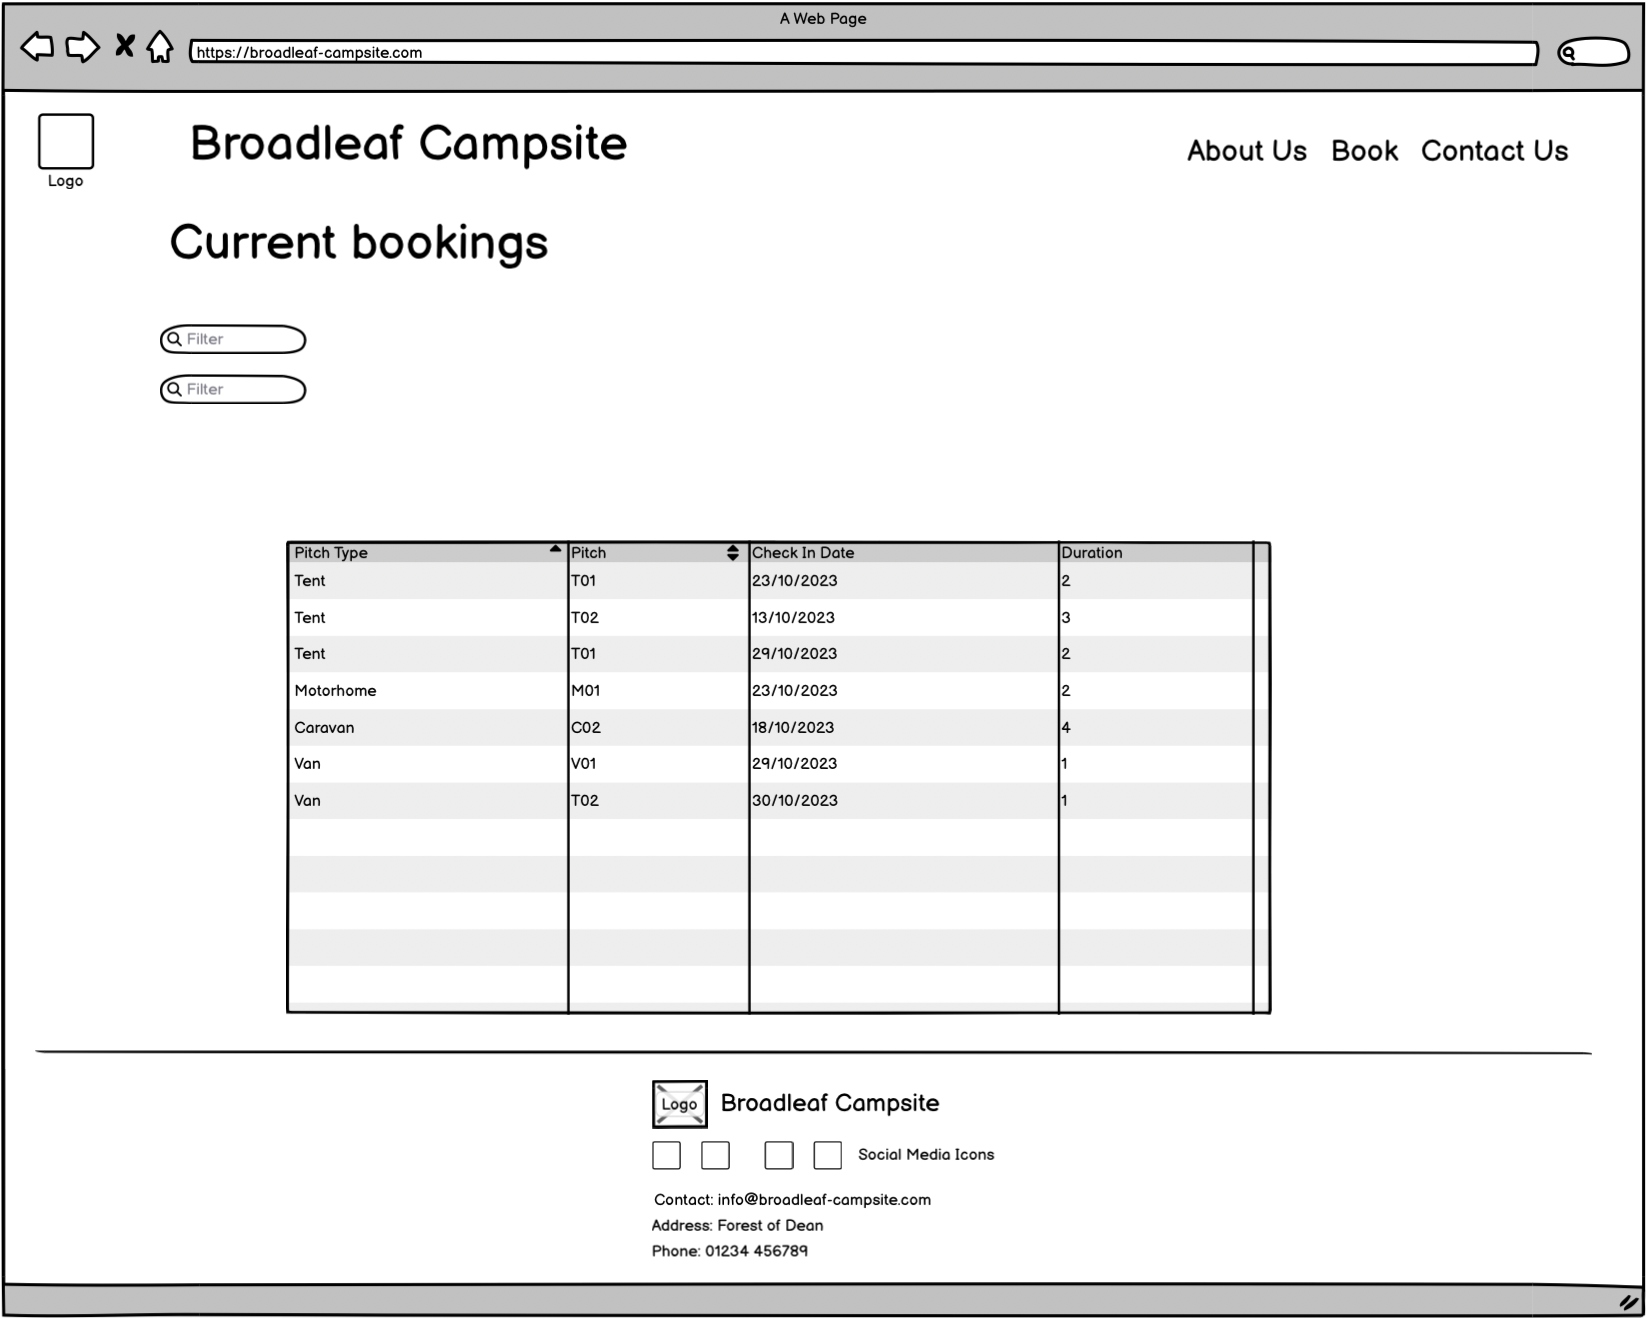 A Web Page
https://broadleaf-campsite.com
Logo
Broadleaf Campsite
About Us Book Contact Us
Current bookings
Filter
Filter
Pitch Type Pitch Check In Date Duration
Tent T01 23/10/2023 2
Tent T02 13/10/2023 3
Tent T01 29/10/2023 2
Motorhome M01 23/10/2023 2
Caravan C02 18/10/2023 4
Van V01 29/10/2023 1
Van T02 30/10/2023 1
Logo Broadleaf Campsite
Social Media Icons
Contact: info@broadleaf-campsite.com
Address: Forest of Dean
Phone: 01234 456789